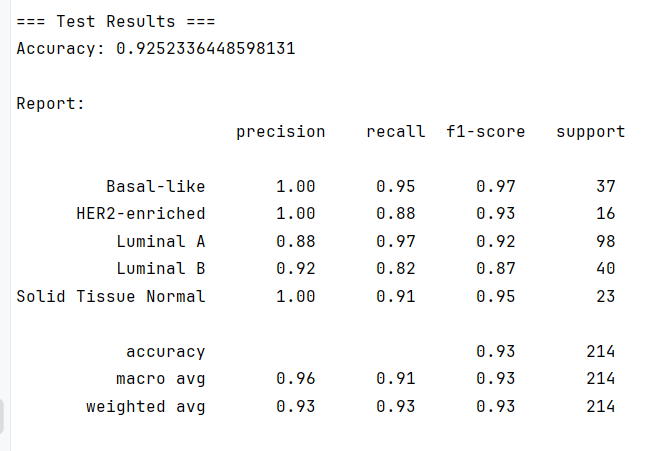 === Test Results ===
Accuracy: 0.9252336448598131
Report:
precision recall f1-score support
Basal-like 1.00 0.95 0.97 37
HER2-enriched 1.00 0.88 0.93 16
Luminal A 0.88 0.97 0.92 98
Luminal B 0.92 0.82 0.87 40
Solid Tissue Normal 1.00 0.91 0.95 23
accuracy 0.93 214
macro avg 0.96 0.91 0.93 214
weighted avg 0.93 0.93 0.93 214